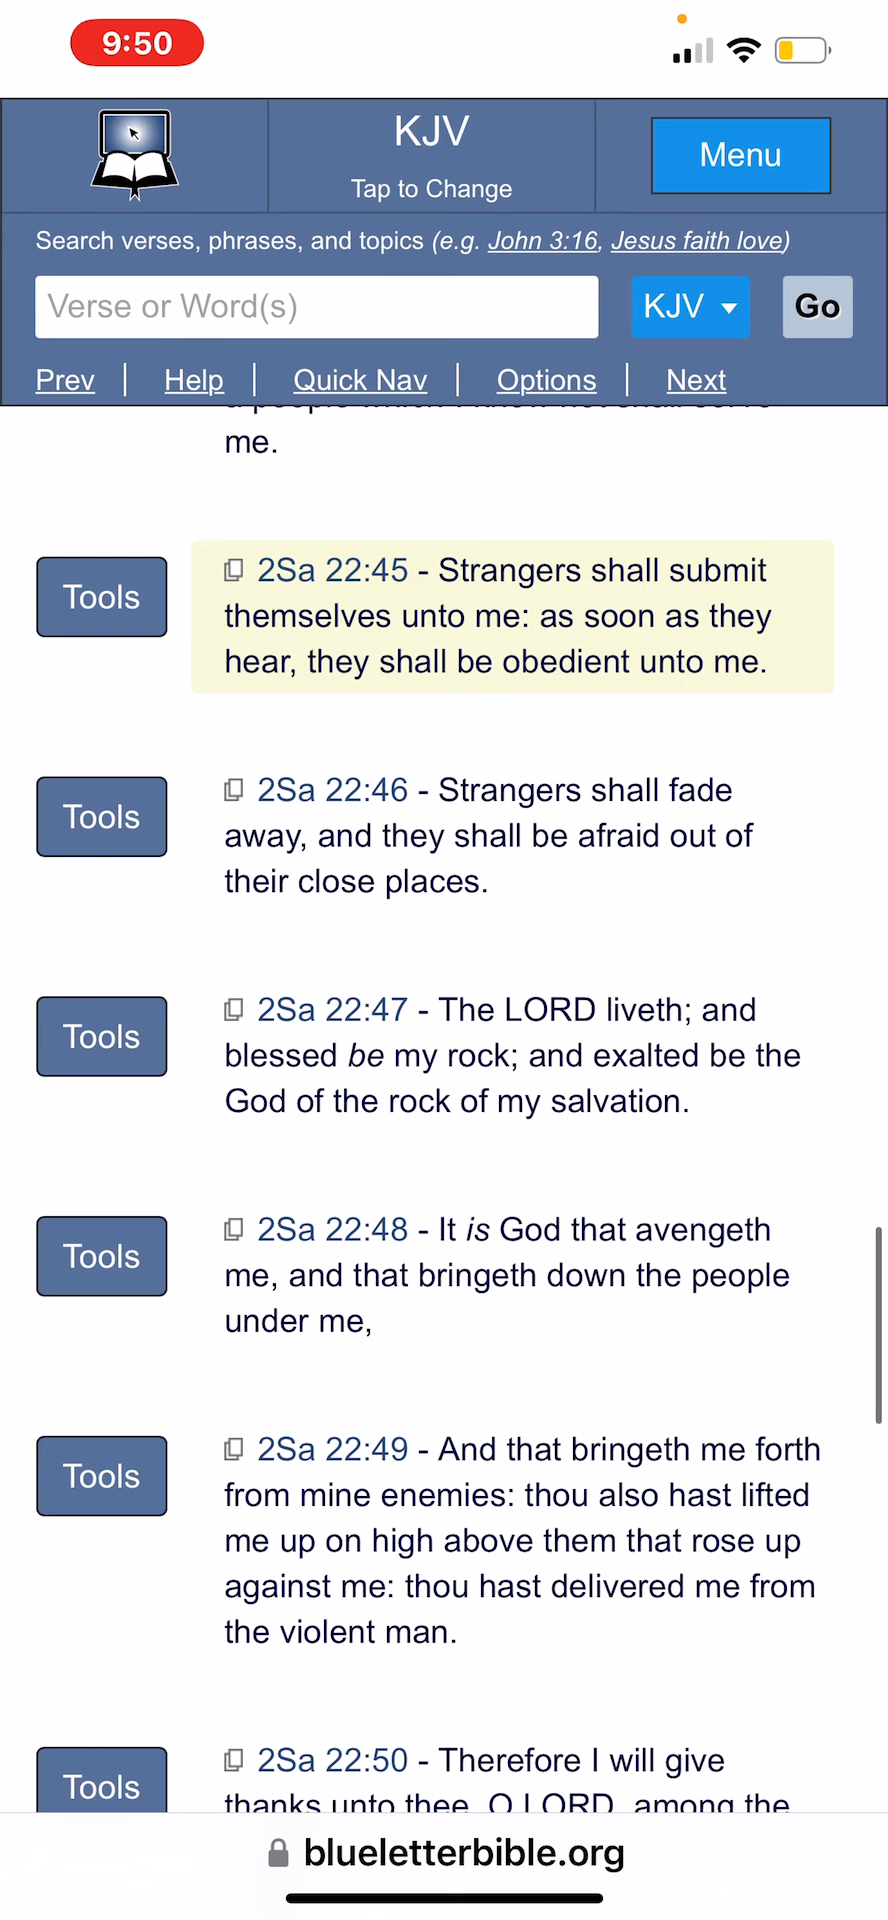 9:50
KJV
Tap to Change
Menu
Search verses, phrases, and topics (e.g. John 3:16, Jesus faith love)
Verse or Word(s)
KJV
Go
Prev | Help | Quick Nav | Options | Next
me.
Tools
2Sa 22:45 - Strangers shall submit
themselves unto me: as soon as they
hear, they shall be obedient unto me.
Tools
2Sa 22:46 - Strangers shall fade
away, and they shall be afraid out of
their close places.
Tools
2Sa 22:47 - The LORD liveth; and
blessed be my rock; and exalted be the
God of the rock of my salvation.
Tools
2Sa 22:48 - It is God that avengeth
me, and that bringeth down the people
under me,
Tools
2Sa 22:49 - And that bringeth me forth
from mine enemies: thou also hast lifted
me up on high above them that rose up
against me: thou hast delivered me from
the violent man.
Tools
2Sa 22:50 - Therefore I will give
thanks unto thee, O LORD, among the
blueletterbible.org